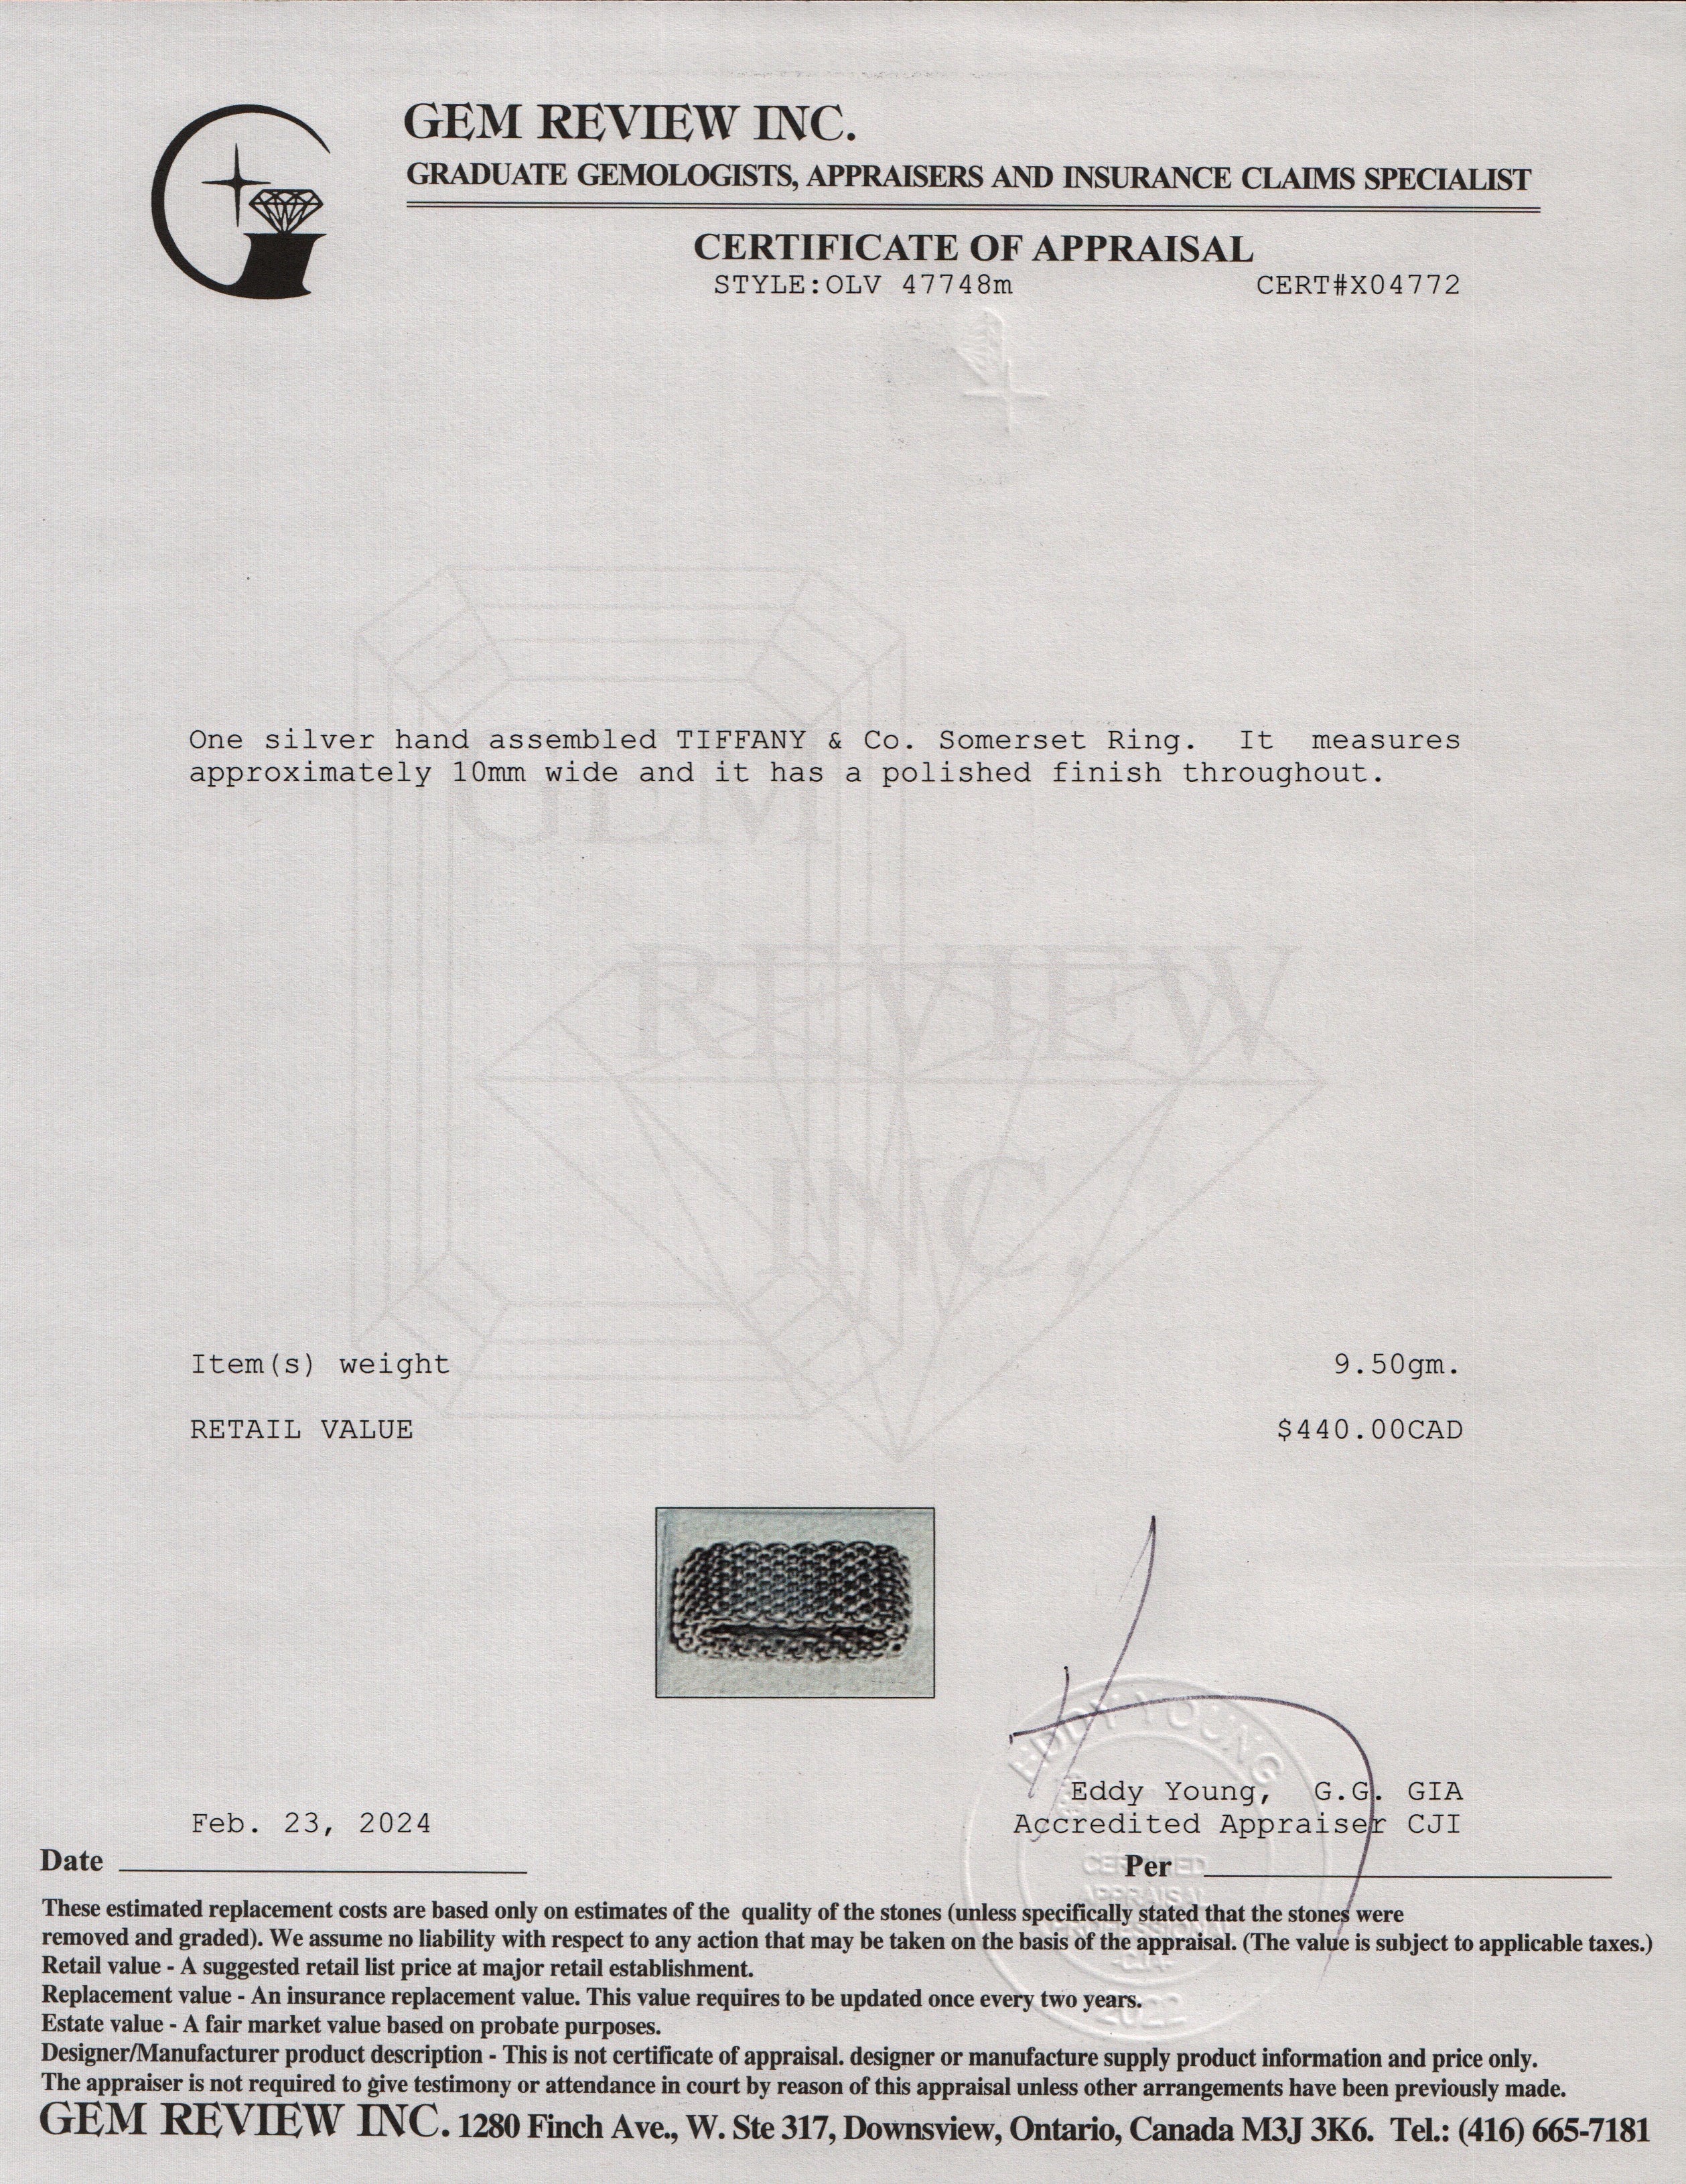 GEM REVIEW INC.
GRADUATE GEMOLOGISTS, APPRAISERS AND INSURANCE CLAIMS SPECIALIST
CERTIFICATE OF APPRAISAL
STYLE:OLV 47748m CERT#X04772
One silver hand assembled TIFFANY & Co. Somerset Ring. It measures
approximately 10mm wide and it has a polished finish throughout.
GEM
REVIEW
INC.
Item(s) weight 9.50gm.
RETAIL VALUE $440.00CAD
EDDY YOUNG
Eddy Young, G.G. GIA
Feb. 23, 2024 Accredited Appraiser CJI
Date Per
CERTIFIED
APPRAISAL
PROFESSIONAL
2022
These estimated replacement costs are based only on estimates of the quality of the stones (unless specifically stated that the stones were
removed and graded). We assume no liability with respect to any action that may be taken on the basis of the appraisal. (The value is subject to applicable taxes.)
Retail value - A suggested retail list price at major retail establishment.
Replacement value - An insurance replacement value. This value requires to be updated once every two years.
Estate value - A fair market value based on probate purposes.
Designer/Manufacturer product description - This is not certificate of appraisal. designer or manufacture supply product information and price only.
The appraiser is not required to give testimony or attendance in court by reason of this appraisal unless other arrangements have been previously made.
GEM REVIEW INC. 1280 Finch Ave., W. Ste 317, Downsview, Ontario, Canada M3J 3K6. Tel.: (416) 665-7181